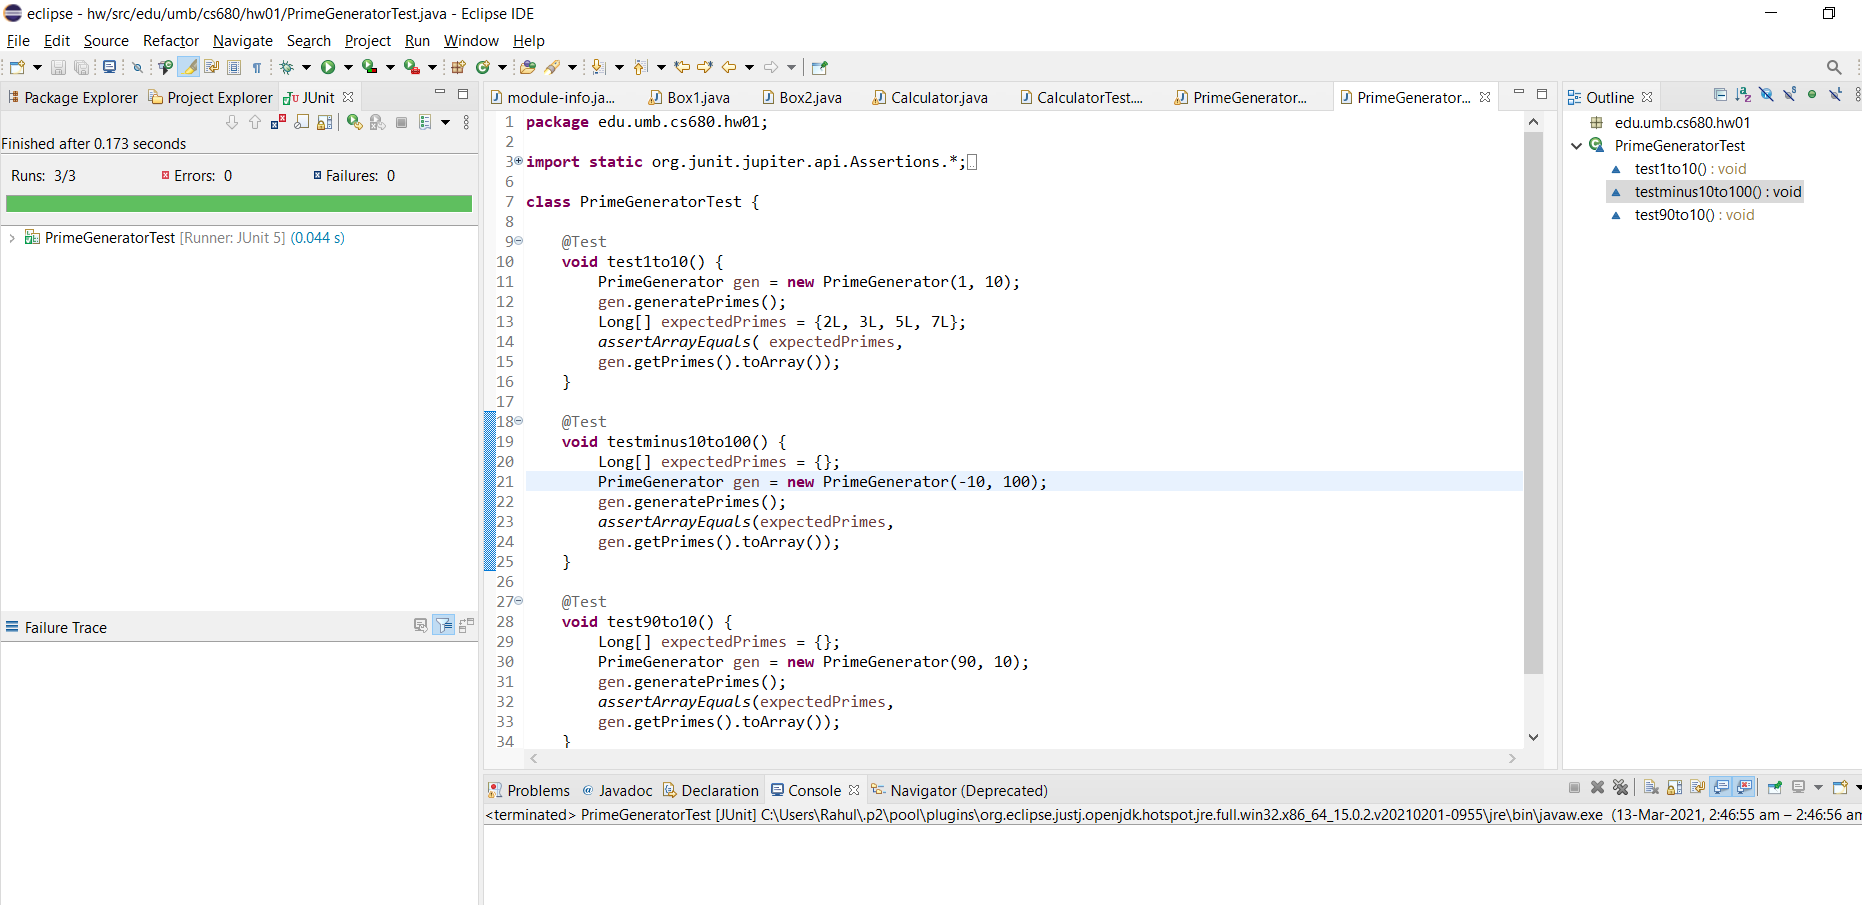 eclipse - hw/src/edu/umb/cs680/hw01/PrimeGeneratorTest.java - Eclipse IDE
File Edit Source Refactor Navigate Search Project Run Window Help
Package Explorer Project Explorer JUnit
Finished after 0.173 seconds
Runs: 3/3 Errors: 0 Failures: 0
PrimeGeneratorTest [Runner: JUnit 5] (0.044 s)
Failure Trace
module-info.ja... Box1.java Box2.java Calculator.java CalculatorTest.... PrimeGenerator... PrimeGenerator...
1 package edu.umb.cs680.hw01;
2
3 import static org.junit.jupiter.api.Assertions.*;
6
7 class PrimeGeneratorTest {
8
9 @Test
10 void test1to10() {
11 PrimeGenerator gen = new PrimeGenerator(1, 10);
12 gen.generatePrimes();
13 Long[] expectedPrimes = {2L, 3L, 5L, 7L};
14 assertArrayEquals( expectedPrimes,
15 gen.getPrimes().toArray());
16 }
17
18 @Test
19 void testminus10to100() {
20 Long[] expectedPrimes = {};
21 PrimeGenerator gen = new PrimeGenerator(-10, 100);
22 gen.generatePrimes();
23 assertArrayEquals(expectedPrimes,
24 gen.getPrimes().toArray());
25 }
26
27 @Test
28 void test90to10() {
29 Long[] expectedPrimes = {};
30 PrimeGenerator gen = new PrimeGenerator(90, 10);
31 gen.generatePrimes();
32 assertArrayEquals(expectedPrimes,
33 gen.getPrimes().toArray());
34 }
Outline
edu.umb.cs680.hw01
PrimeGeneratorTest
test1to10() : void
testminus10to100() : void
test90to10() : void
Problems @ Javadoc Declaration Console Navigator (Deprecated)
<terminated> PrimeGeneratorTest [JUnit] C:\Users\Rahul\.p2\pool\plugins\org.eclipse.justj.openjdk.hotspot.jre.full.win32.x86_64_15.0.2.v20210201-0955\jre\bin\javaw.exe (13-Mar-2021, 2:46:55 am – 2:46:56 am